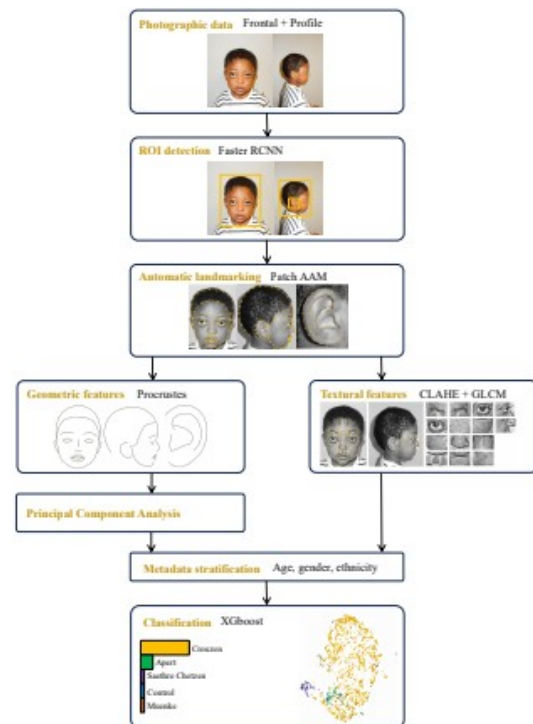 Photographic data Frontal + Profile
ROI detection Faster RCNN
Automatic landmarking Patch AAM
Geometric features Procrustes
Textural features CLAHE + GLCM
Principal Component Analysis
Metadata stratification Age, gender, ethnicity
Classification XGboost
Crouzon
Apert
Saethre Chotzen
Control
Muenke